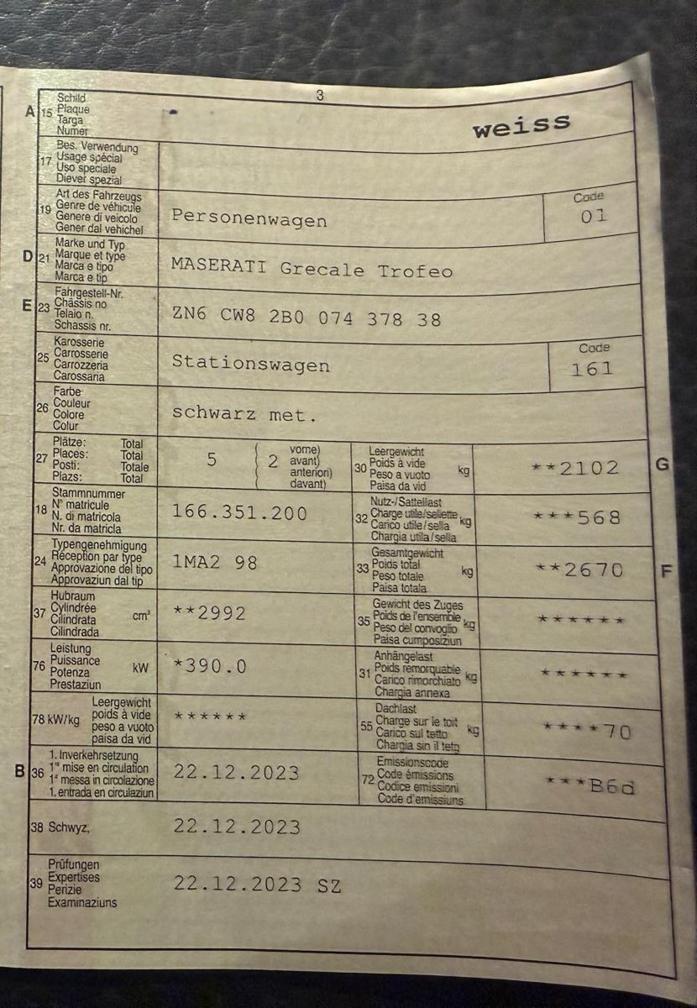 3
A 15 Schild
Plaque
Targa
Numer
weiss
17 Bes. Verwendung
Usage spécial
Uso speciale
Diever spezial
19 Art des Fahrzeugs
Genre de véhicule
Genere di veicolo
Gener dal vehichel
Personenwagen
Code
01
D 21 Marke und Typ
Marque et type
Marca e tipo
Marca e tip
MASERATI Grecale Trofeo
E 23 Fahrgestell-Nr.
Châssis no
Telaio n.
Schassis nr.
ZN6 CW8 2B0 074 378 38
25 Karosserie
Carrosserie
Carrozzeria
Carossaria
Stationswagen
Code
161
26 Farbe
Couleur
Colore
Colur
schwarz met.
27 Plätze: Total
Places: Total
Posti: Totale
Plazs: Total
5
( 2 vorne)
avant)
anteriori)
davant)
30 Leergewicht
Poids à vide
Peso a vuoto
Paisa da vid
kg
**2102
G
18 Stammnummer
N° matricule
N. di matricola
Nr. da matricla
166.351.200
32 Nutz-/Sattellast
Charge utile/sellette
Carico utile/sella
Chargia utila/sella
kg
***568
24 Typengenehmigung
Réception par type
Approvazione del tipo
Approvaziun dal tip
1MA2 98
33 Gesamtgewicht
Poids total
Peso totale
Paisa totala
kg
**2670
F
37 Hubraum
Cylindrée
Cilindrata
Cilindrada
cm³
**2992
35 Gewicht des Zuges
Poids de l'ensemble
Peso del convoglio
Paisa cumposiziun
kg
******
76 Leistung
Puissance
Potenza
Prestaziun
kW
*390.0
31 Anhängelast
Poids remorquable
Carico rimorchiato
Chargia annexa
kg
******
78 kW/kg Leergewicht
poids à vide
peso a vuoto
paisa da vid
******
55 Dachlast
Charge sur le toit
Carico sul tetto
Chargia sin il tetg
kg
****70
B 36 1. Inverkehrsetzung
1re mise en circulation
1a messa in circolazione
1. entrada en circulaziun
22.12.2023
72 Emissionscode
Code émissions
Codice emissioni
Code d'emissiuns
***B6d
38 Schwyz,
22.12.2023
39 Prüfungen
Expertises
Perizie
Examinaziuns
22.12.2023 SZ